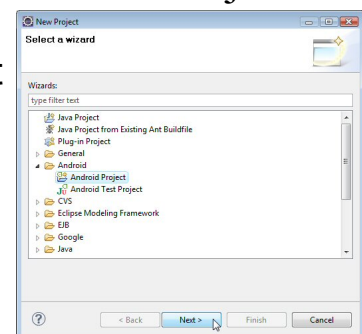 New Project
Select a wizard
Wizards:
type filter text
Java Project
Java Project from Existing Ant Buildfile
Plug-in Project
General
Android
Android Project
Android Test Project
CVS
Eclipse Modeling Framework
EJB
Google
Java
? < Back Next > Finish Cancel